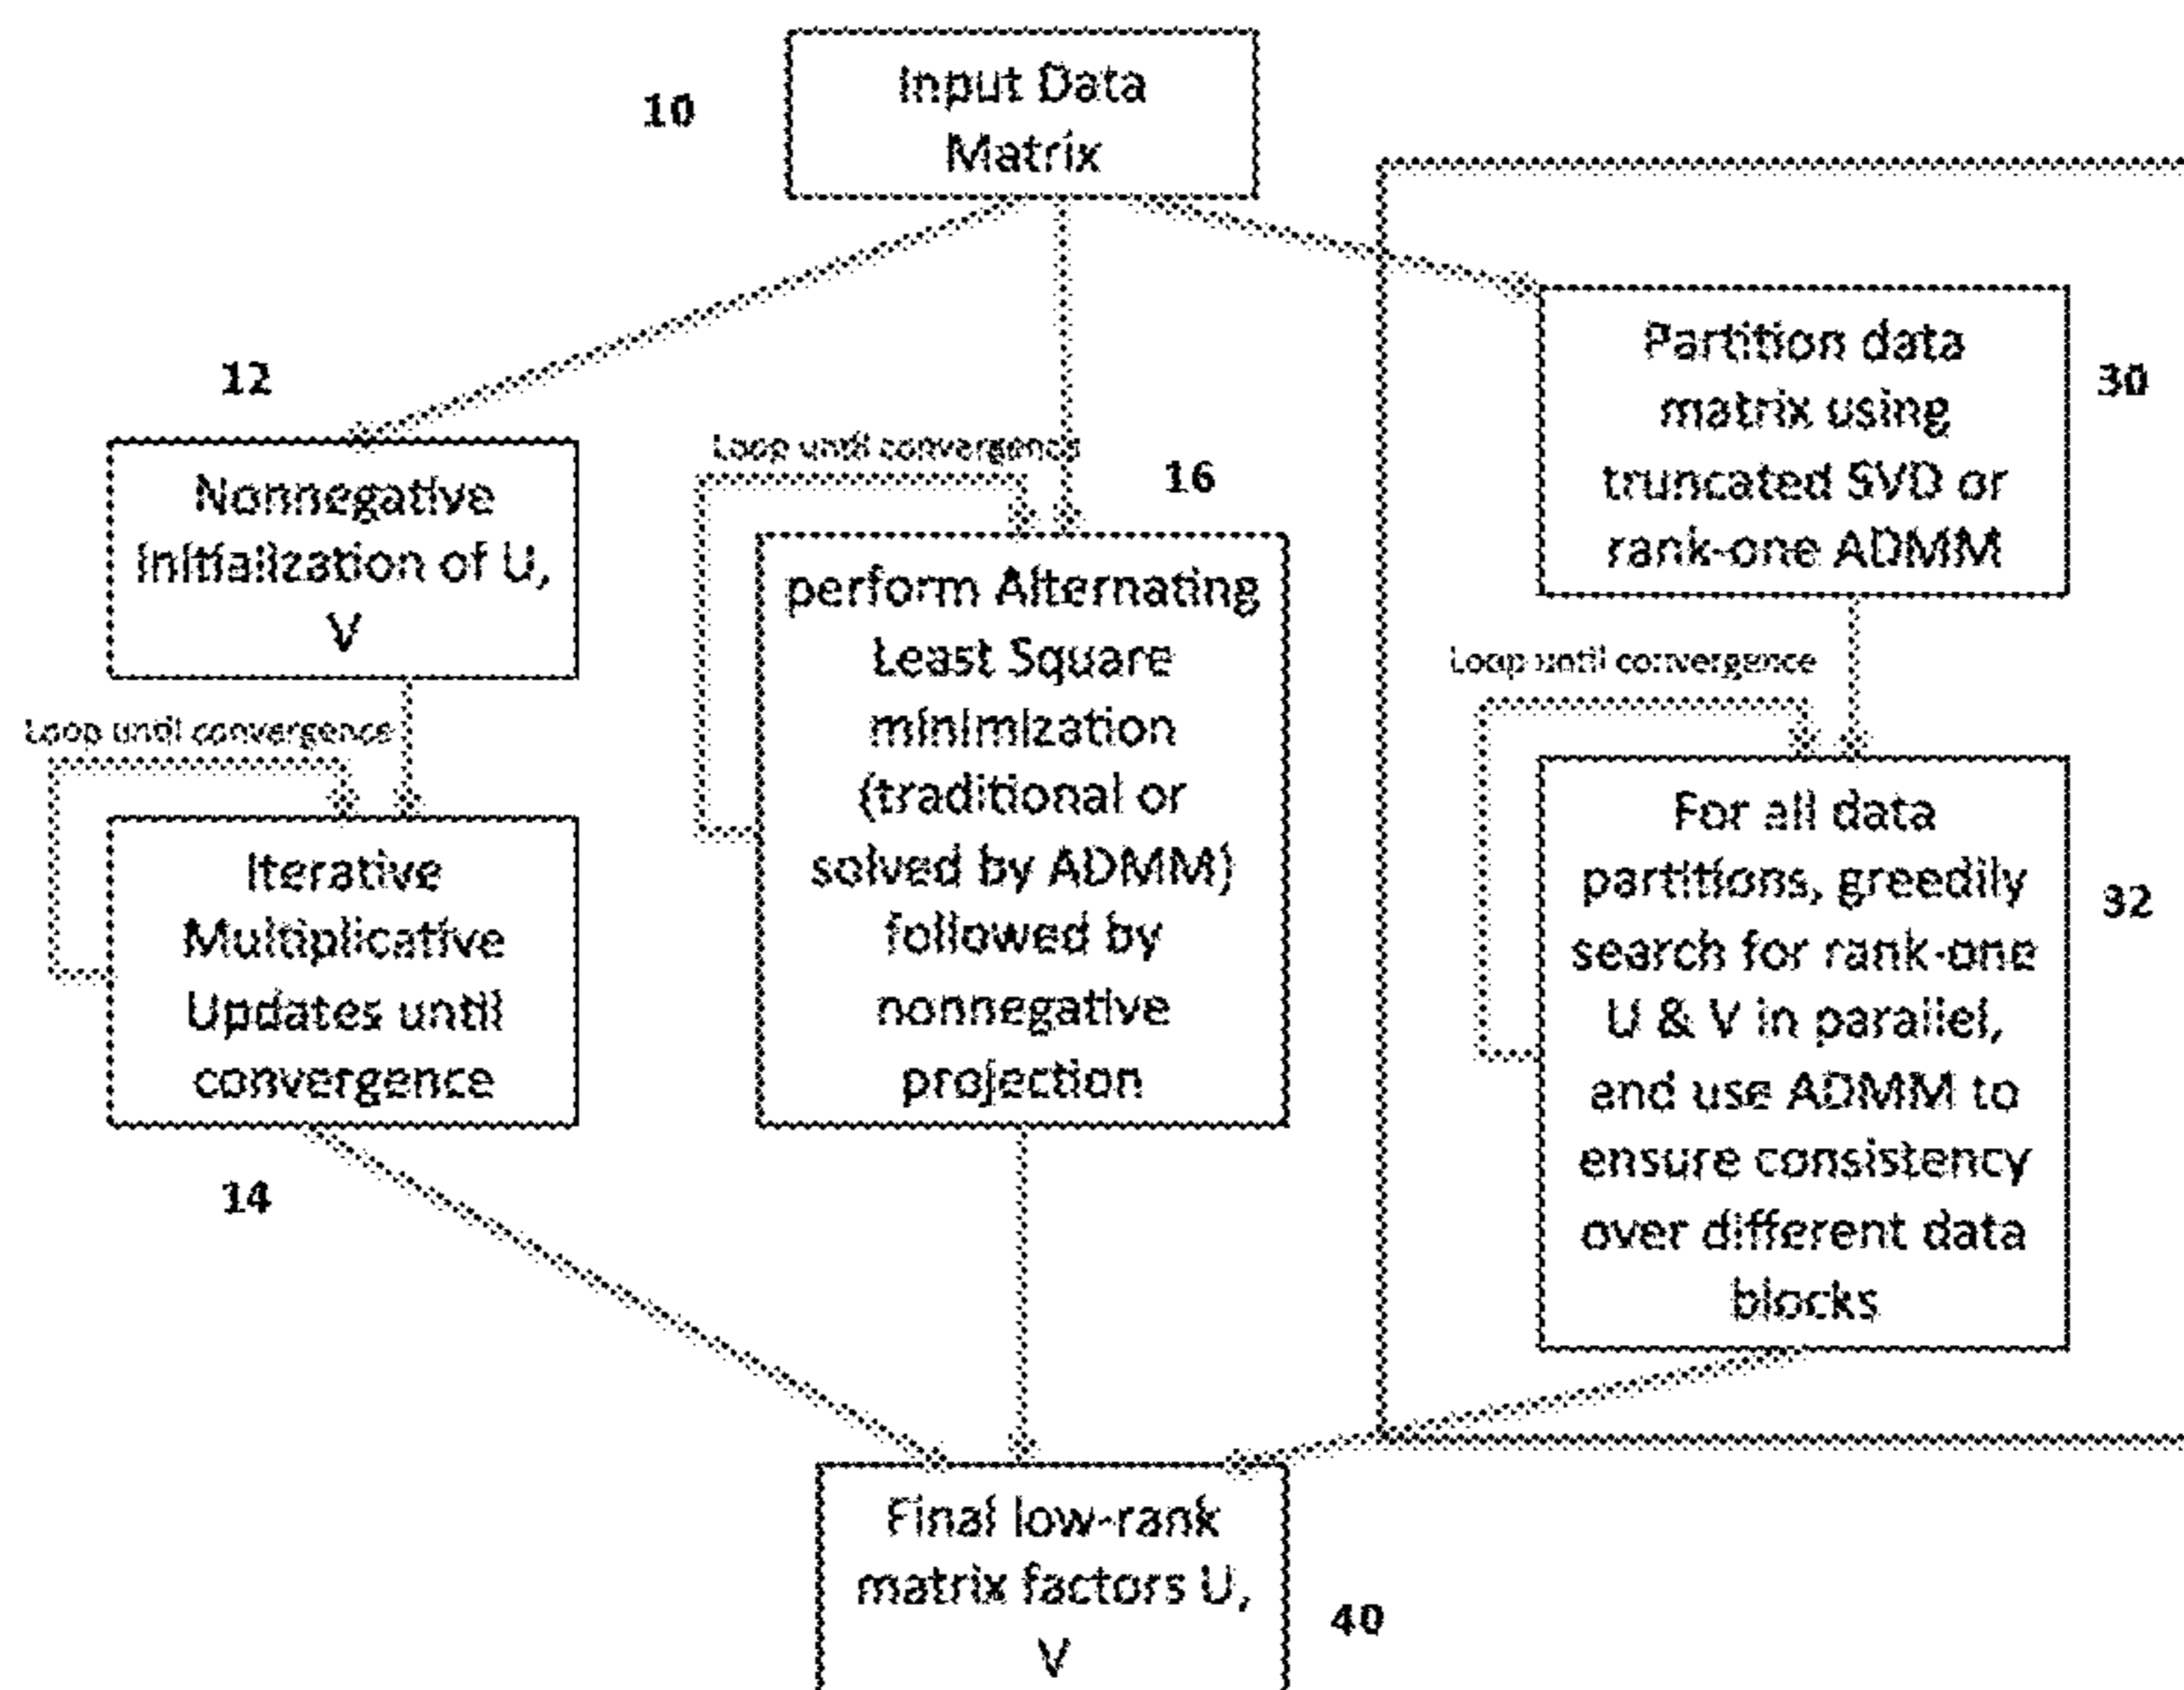 10
Input Data
Matrix
12
Nonnegative
Initialization of U,
V
Loop until convergence
Iterative
Multiplicative
Updates until
convergence
14
Loop until convergence
16
perform Alternating
Least Square
minimization
(traditional or
solved by ADMM)
followed by
nonnegative
projection
Partition data
matrix using
truncated SVD or
rank-one ADMM
30
Loop until convergence
For all data
partitions, greedily
search for rank-one
U & V in parallel,
and use ADMM to
ensure consistency
over different data
blocks
32
Final low-rank
matrix factors U,
V
40